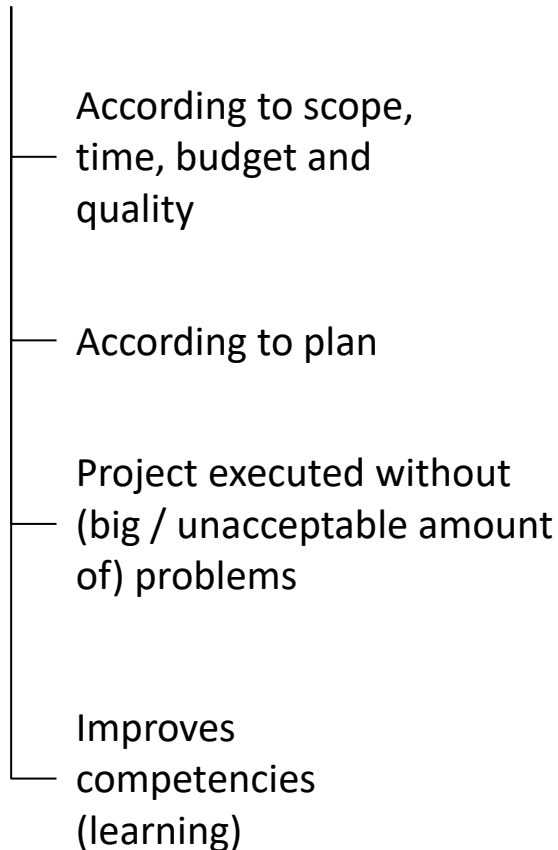 According to scope,
time, budget and
quality
According to plan
Project executed without
(big / unacceptable amount
of) problems
Improves
competencies
(learning)